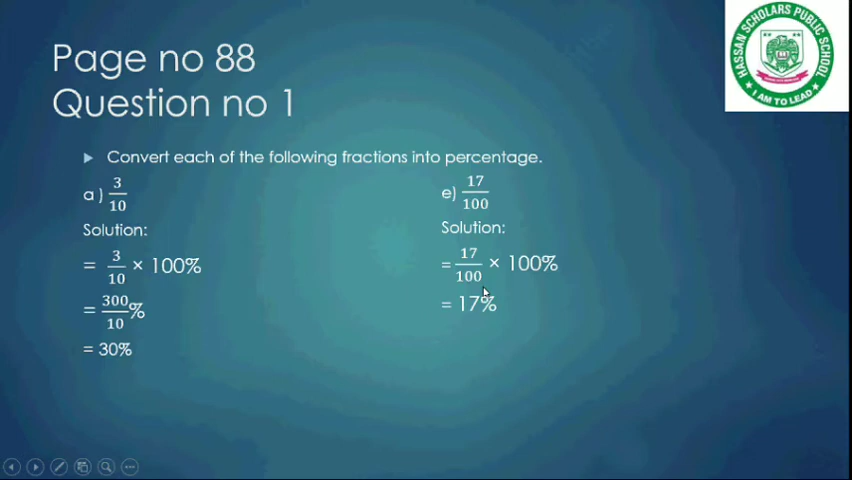 Page no 88
Question no 1
HASSAN SCHOLARS PUBLIC SCHOOL
I AM TO LEAD
Convert each of the following fractions into percentage.
a ) 3/10
Solution:
= 3/10 × 100%
= 300/10 %
= 30%
e) 17/100
Solution:
= 17/100 × 100%
= 17%